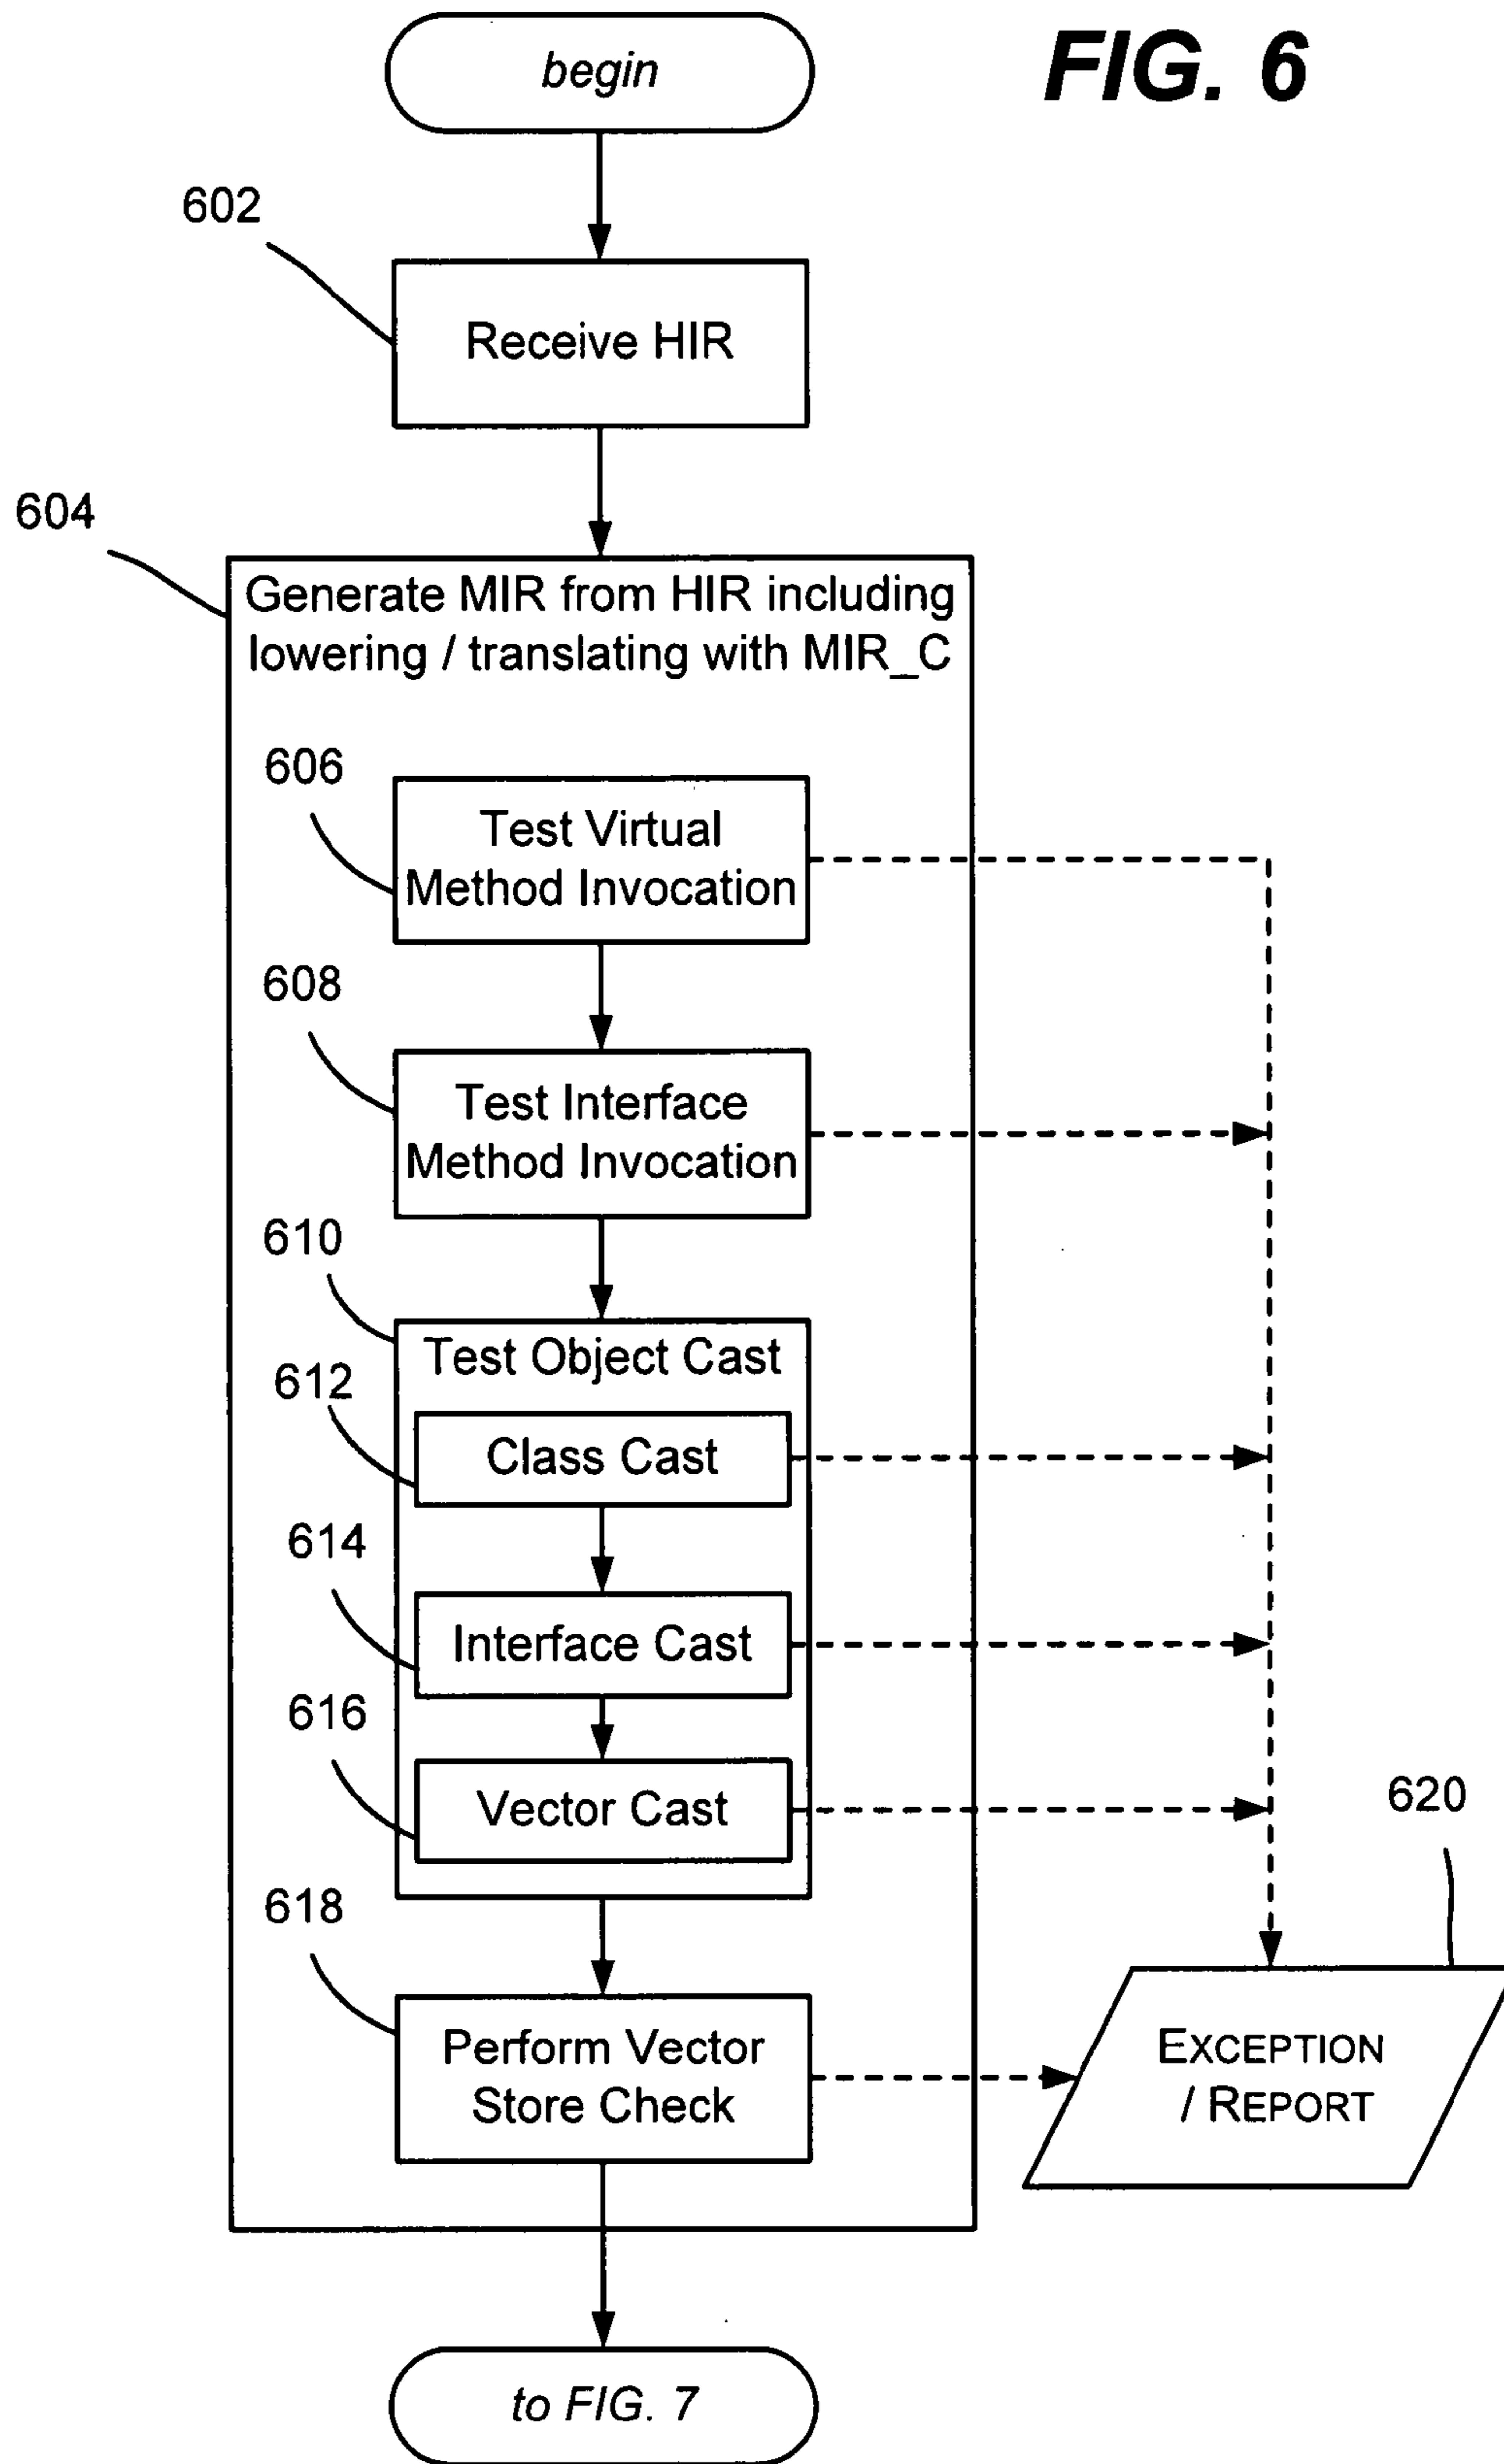 FIG. 6
begin
602
Receive HIR
604
Generate MIR from HIR including
lowering / translating with MIR_C
606
Test Virtual
Method Invocation
608
Test Interface
Method Invocation
610
Test Object Cast
612
Class Cast
614
Interface Cast
616
Vector Cast
620
618
Perform Vector
Store Check
EXCEPTION
/ REPORT
to FIG. 7